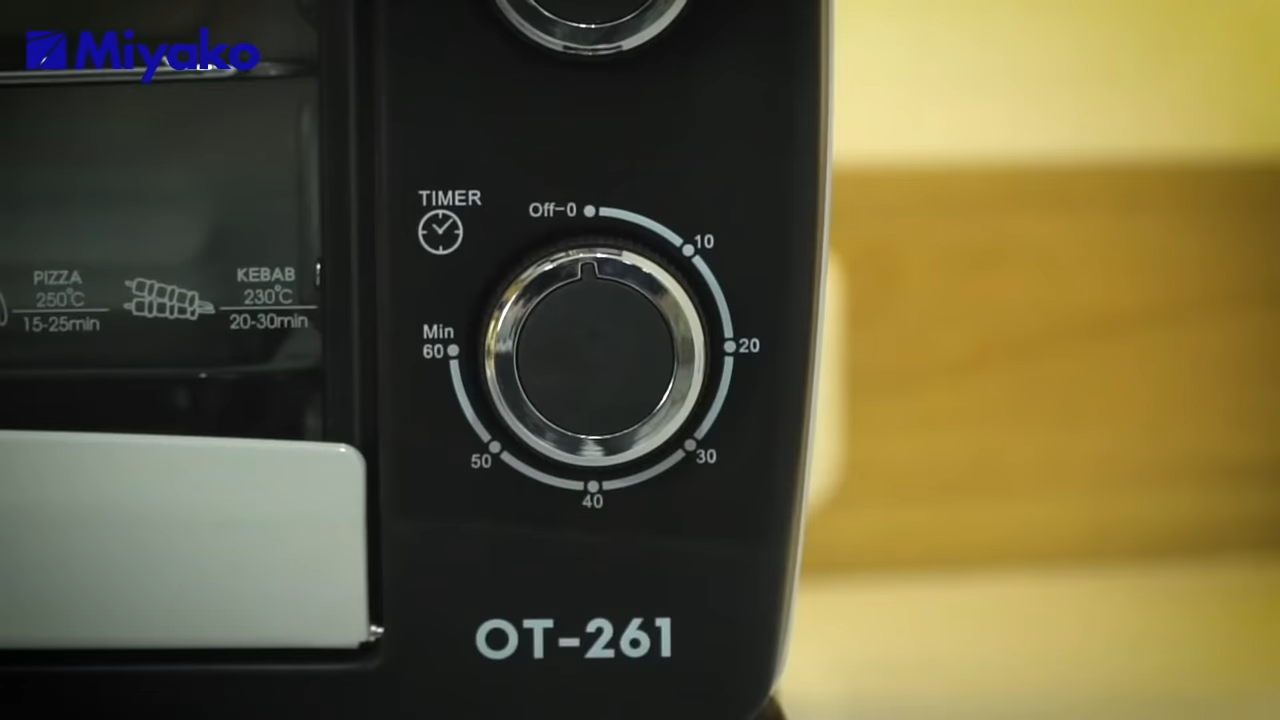 Miyako
TIMER
Off-0
10
20
30
40
50
Min
60
PIZZA
250°C
15-25min
KEBAB
230°C
20-30min
OT-261